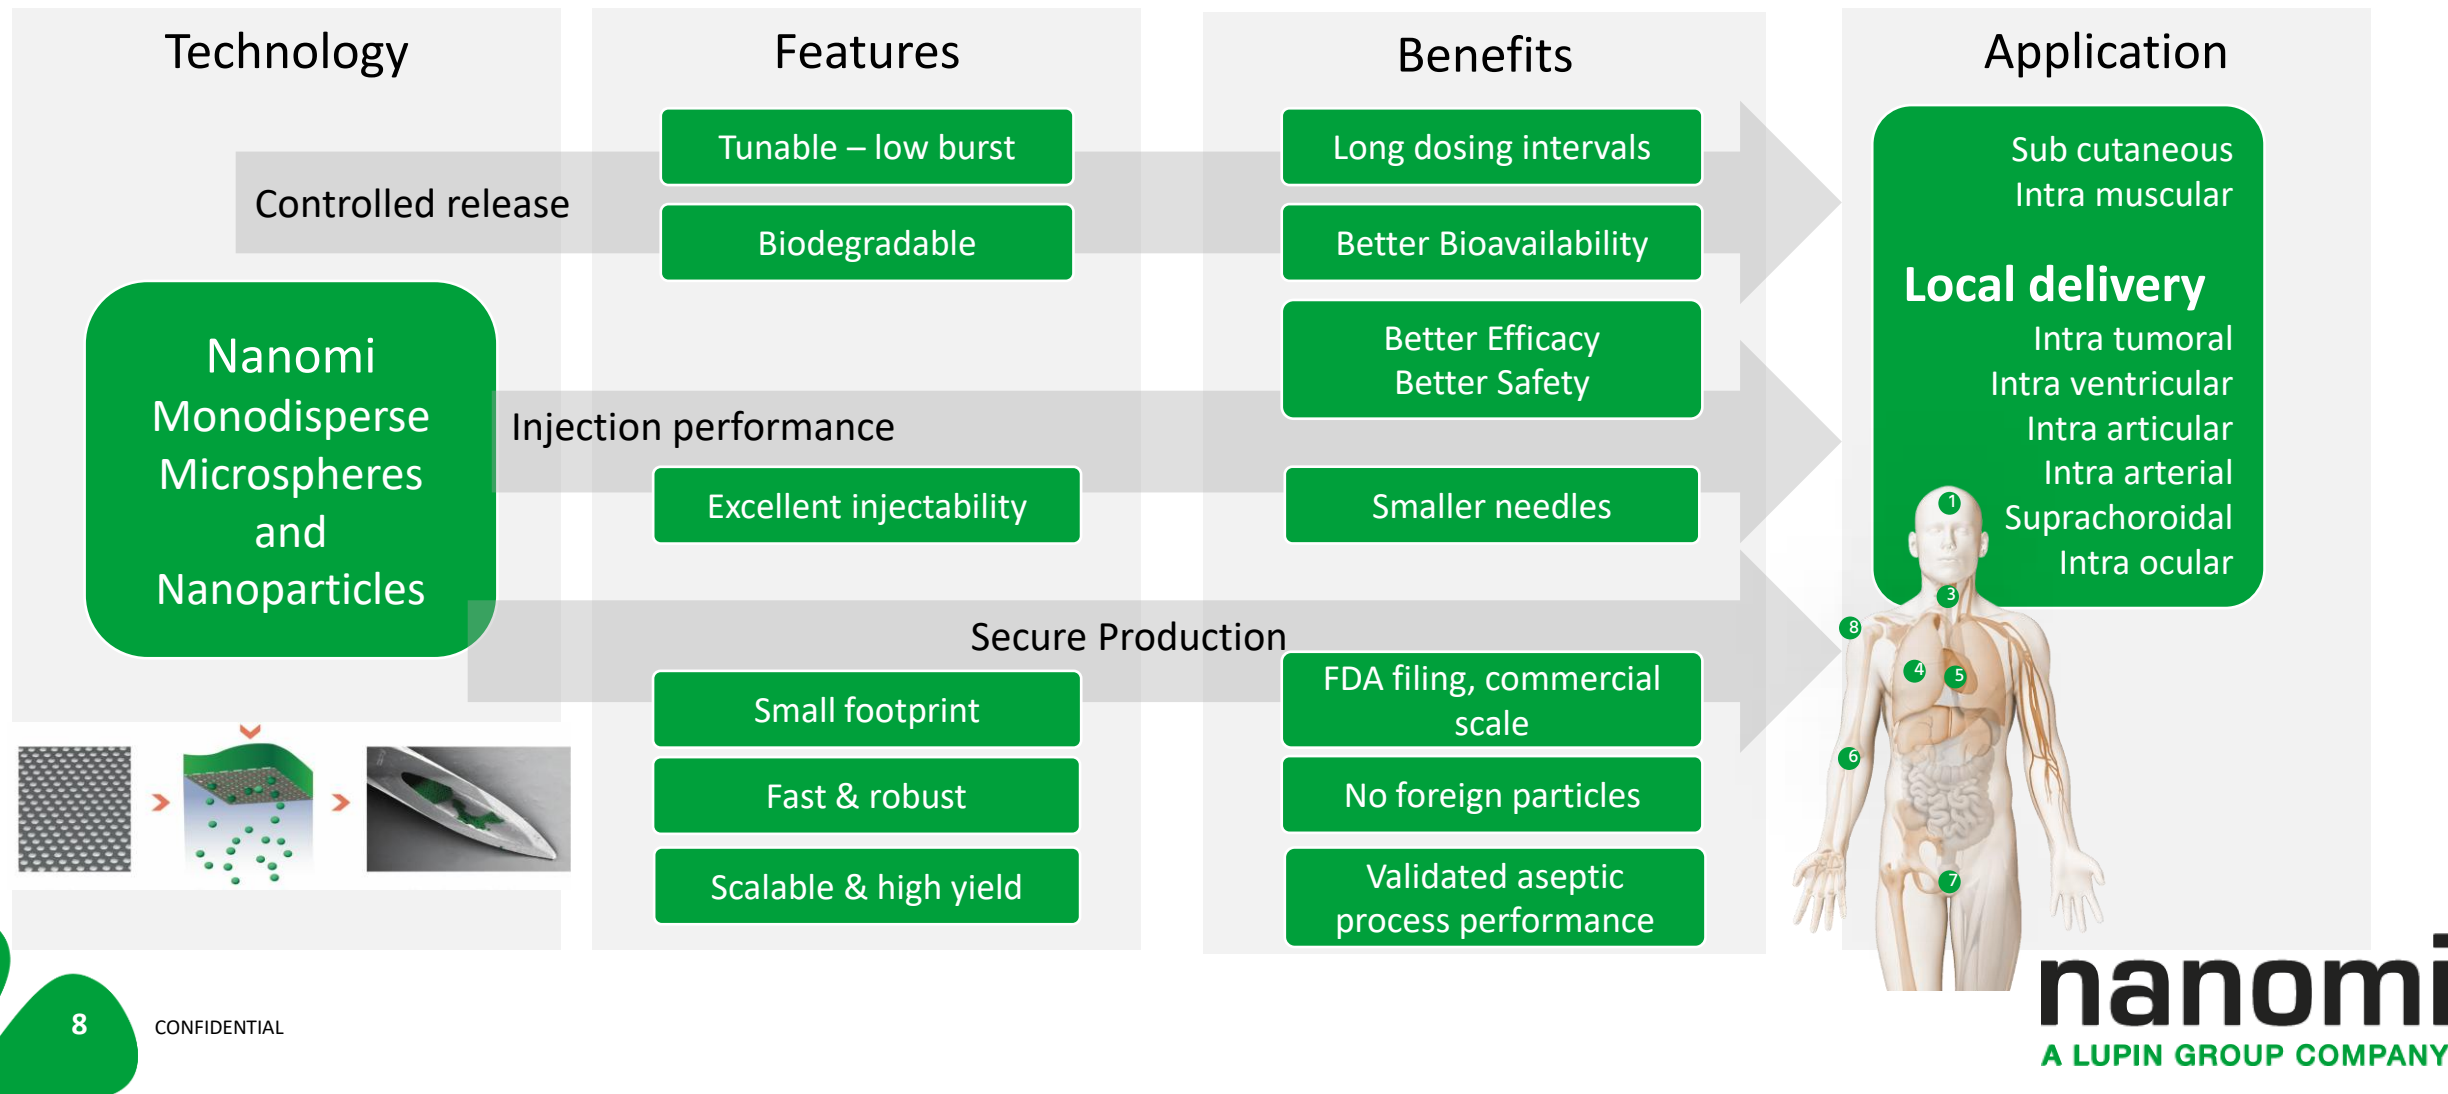 Technology
Features
Benefits
Application
Controlled release
Tunable – low burst
Biodegradable
Long dosing intervals
Better Bioavailability
Nanomi
Monodisperse
Microspheres
and
Nanoparticles
Injection performance
Excellent injectability
Better Efficacy
Better Safety
Smaller needles
Secure Production
Small footprint
Fast & robust
Scalable & high yield
FDA filing, commercial
scale
No foreign particles
Validated aseptic
process performance
Sub cutaneous
Intra muscular
Local delivery
Intra tumoral
Intra ventricular
Intra articular
Intra arterial
Suprachoroidal
Intra ocular
1
3
8
4
5
6
7
8
CONFIDENTIAL
nanomi
A LUPIN GROUP COMPANY